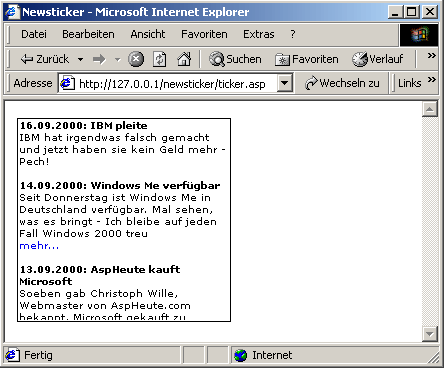 Newsticker - Microsoft Internet Explorer
Datei Bearbeiten Ansicht Favoriten Extras ?
Zurück Suchen Favoriten Verlauf
Adresse http://127.0.0.1/newsticker/ticker.asp Wechseln zu Links
16.09.2000: IBM pleite
IBM hat irgendwas falsch gemacht
und jetzt haben sie kein Geld mehr -
Pech!
14.09.2000: Windows Me verfügbar
Seit Donnerstag ist Windows Me in
Deutschland verfügbar. Mal sehen,
was es bringt - Ich bleibe auf jeden
Fall Windows 2000 treu
mehr...
13.09.2000: AspHeute kauft
Microsoft
Soeben gab Christoph Wille,
Webmaster von AspHeute.com
bekannt, Microsoft gekauft zu
Fertig Internet